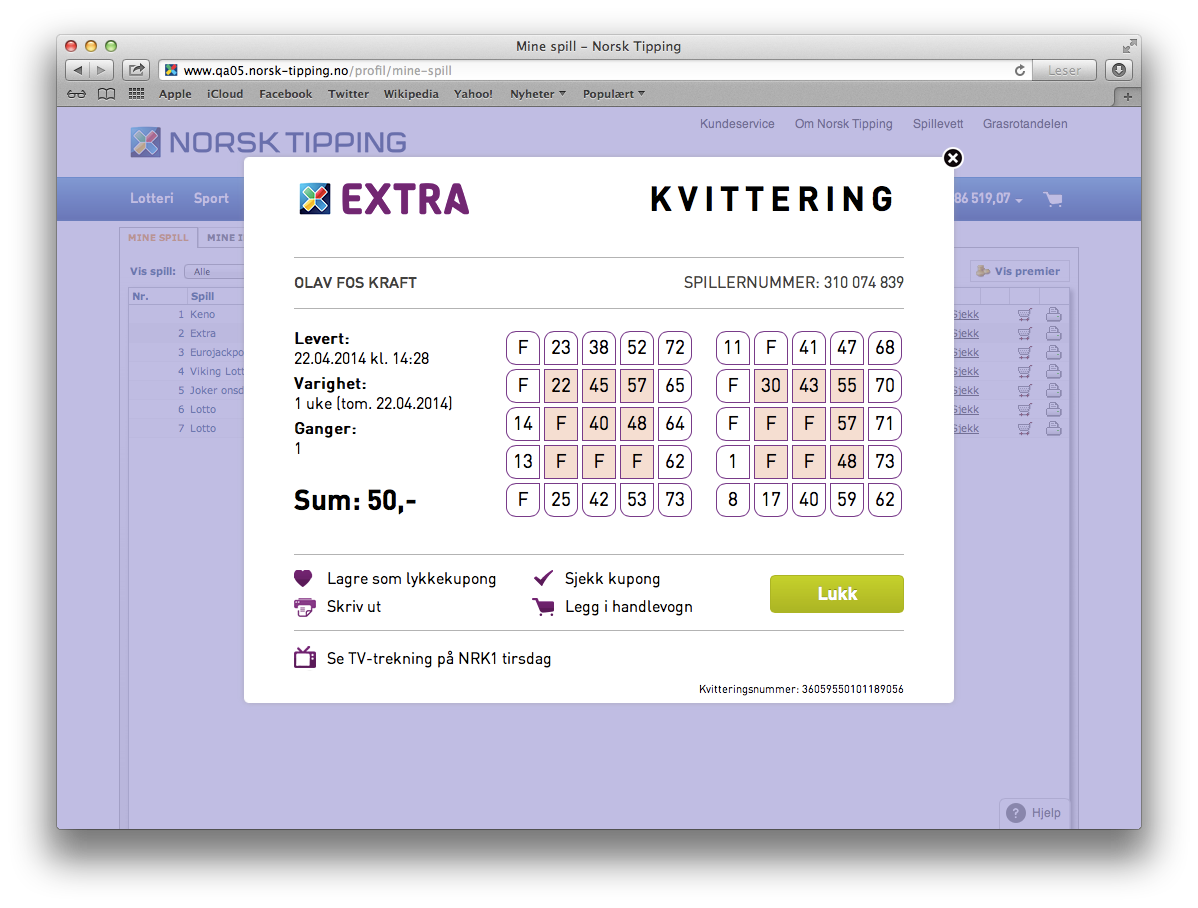 Mine spill – Norsk Tipping
www.qa05.norsk-tipping.no/profil/mine-spill
Leser
Apple iCloud Facebook Twitter Wikipedia Yahoo! Nyheter Populært
Kundeservice Om Norsk Tipping Spillevett Grasrotandelen
NORSK TIPPING
Lotteri Sport 86 519,07
EXTRA KVITTERING
MINE SPILL MINE I
Vis spill: Alle Vis premier
Nr. Spill
1 Keno Sjekk
2 Extra Sjekk
3 Eurojackpo Sjekk
4 Viking Lott Sjekk
5 Joker onsd Sjekk
6 Lotto Sjekk
7 Lotto Sjekk
OLAV FOS KRAFT SPILLERNUMMER: 310 074 839
Levert:
22.04.2014 kl. 14:28
Varighet:
1 uke (tom. 22.04.2014)
Ganger:
1
Sum: 50,-
F 23 38 52 72
F 22 45 57 65
14 F 40 48 64
13 F F F 62
F 25 42 53 73
11 F 41 47 68
F 30 43 55 70
F F F 57 71
1 F F 48 73
8 17 40 59 62
Lagre som lykkekupong Sjekk kupong
Skriv ut Legg i handlevogn
Lukk
Se TV-trekning på NRK1 tirsdag
Kvitteringsnummer: 36059550101189056
? Hjelp